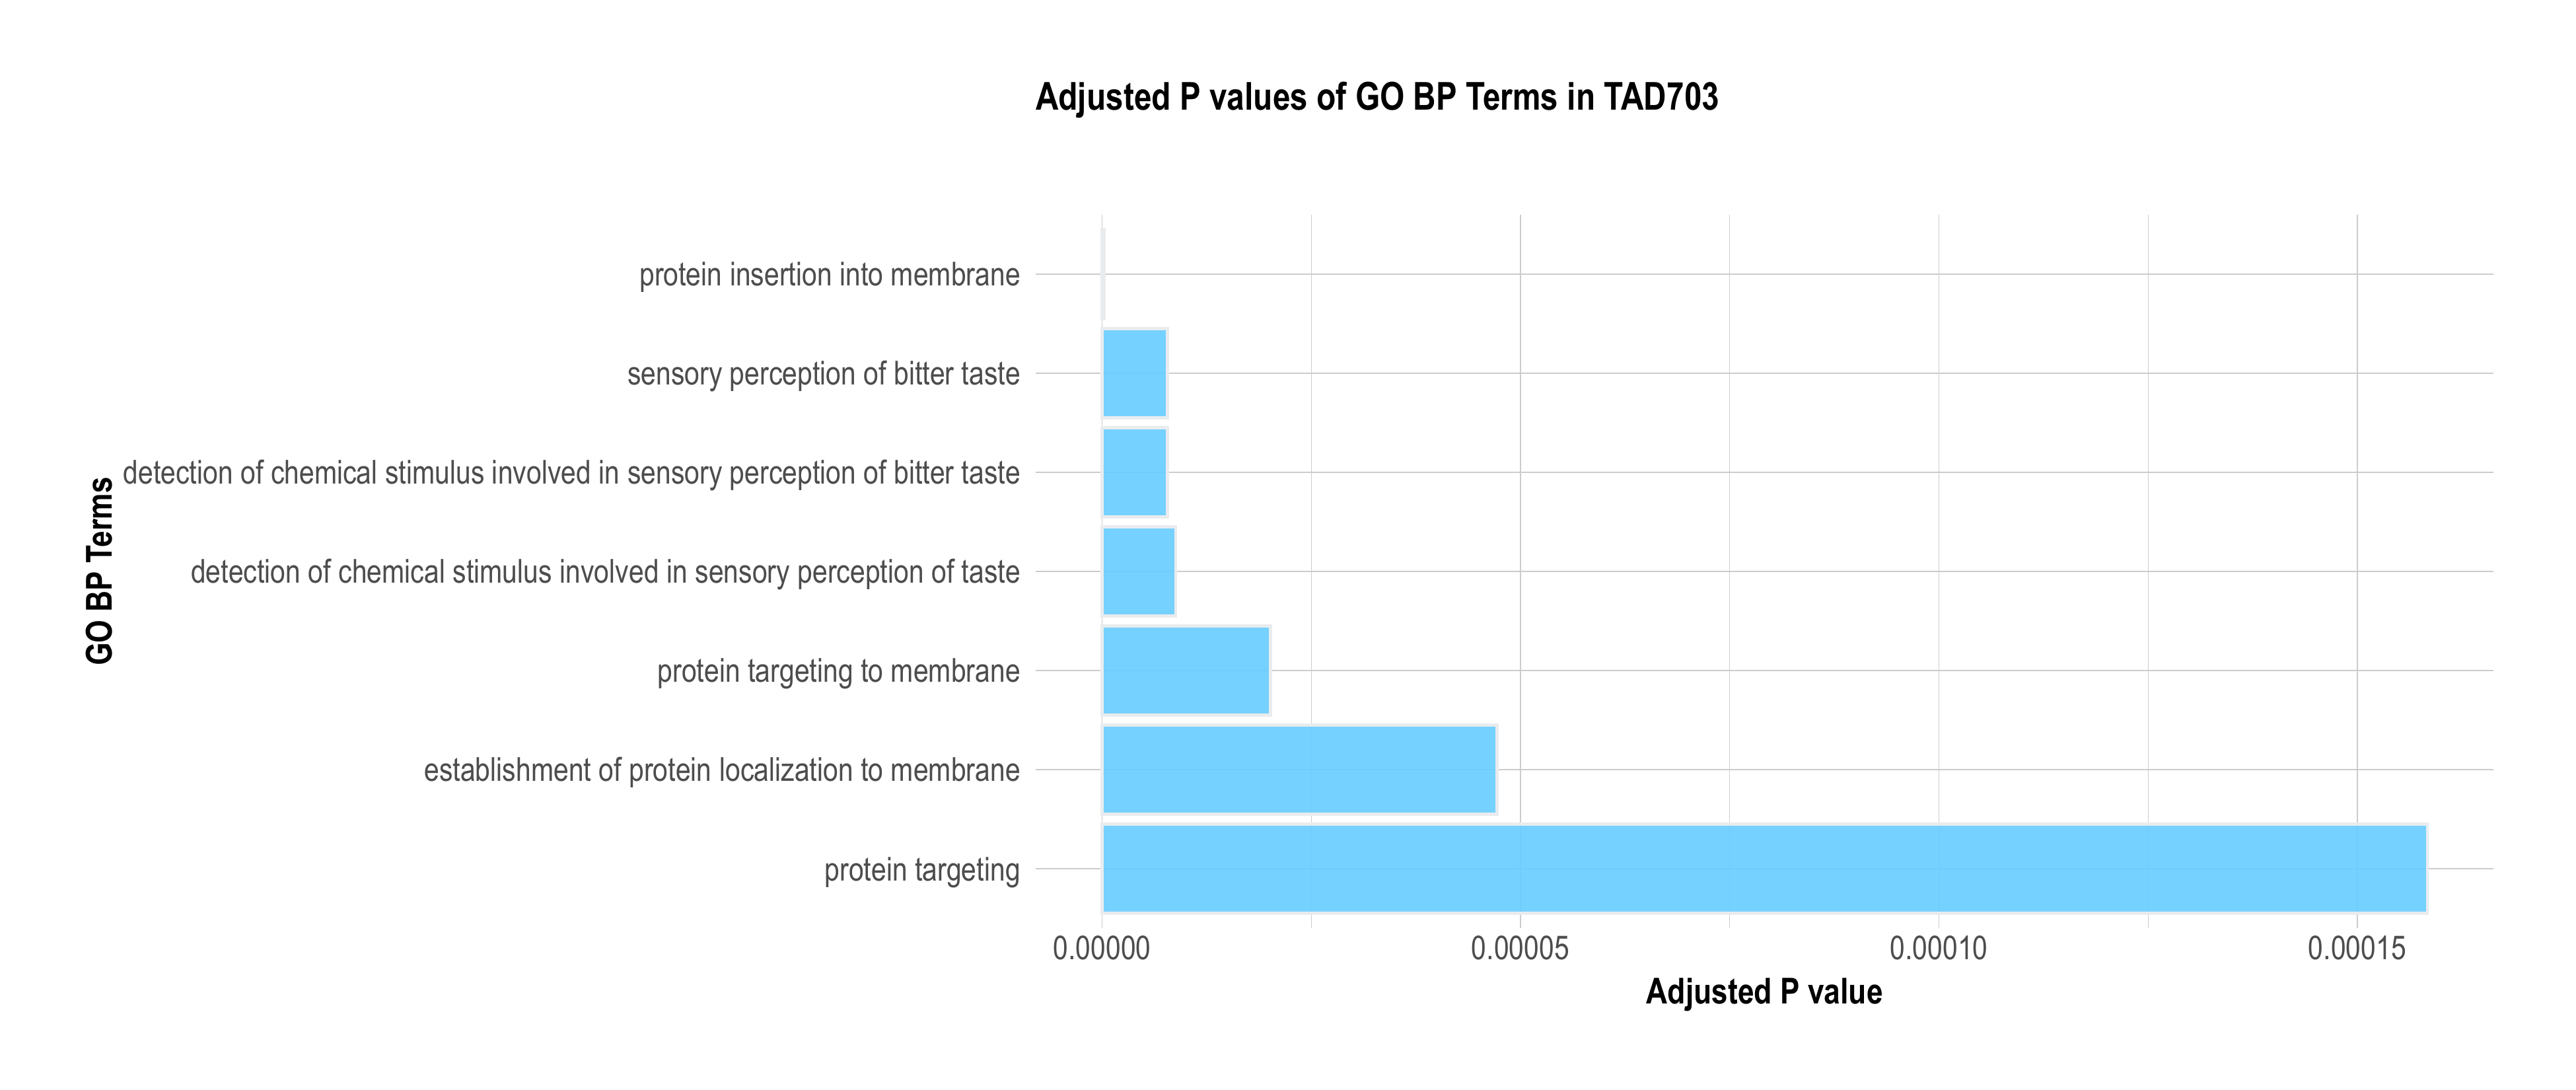 Adjusted P values of GO BP Terms in TAD703
GO BP Terms
protein insertion into membrane
sensory perception of bitter taste
detection of chemical stimulus involved in sensory perception of bitter taste
detection of chemical stimulus involved in sensory perception of taste
protein targeting to membrane
establishment of protein localization to membrane
protein targeting
0.00000 0.00005 0.00010 0.00015
Adjusted P value